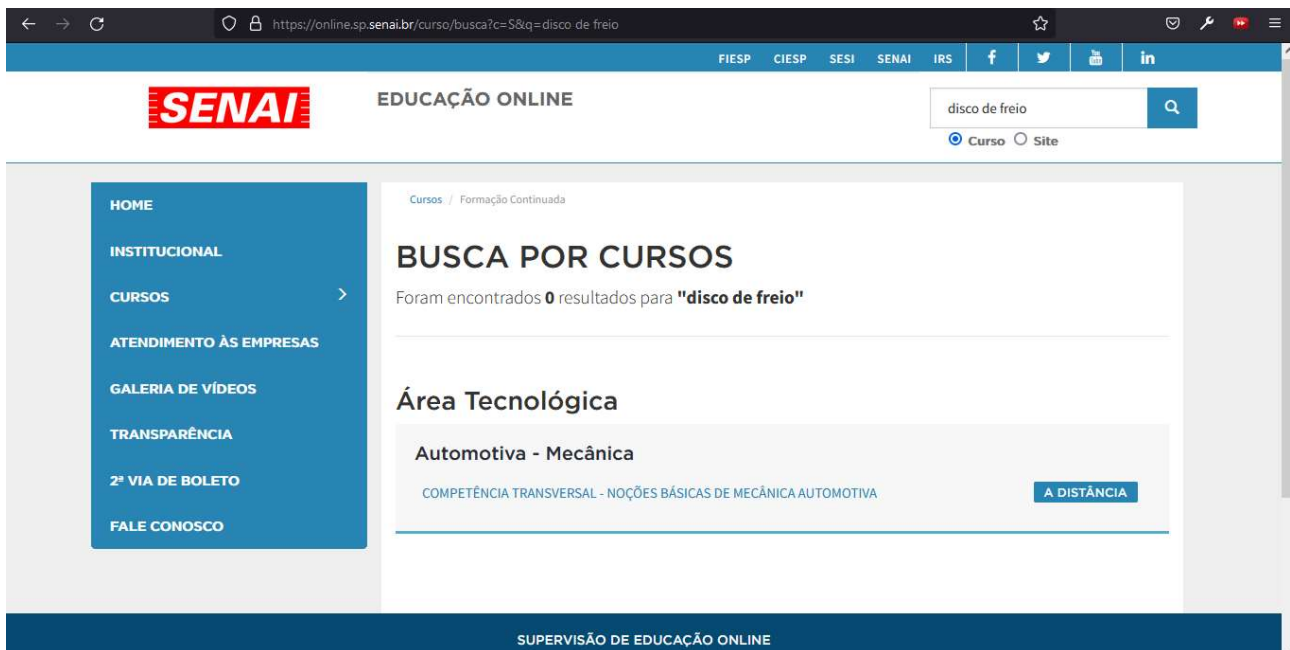 https://online.sp.senai.br/curso/busca?c=S&q=disco de freio
FIESP CIESP SESI SENAI IRS f You Tube in
SENAI
EDUCAÇÃO ONLINE
disco de freio
Curso Site
HOME
INSTITUCIONAL
CURSOS
ATENDIMENTO ÀS EMPRESAS
GALERIA DE VÍDEOS
TRANSPARÊNCIA
2ª VIA DE BOLETO
FALE CONOSCO
Cursos / Formação Continuada
BUSCA POR CURSOS
Foram encontrados 0 resultados para "disco de freio"
Área Tecnológica
Automotiva - Mecânica
COMPETÊNCIA TRANSVERSAL - NOÇÕES BÁSICAS DE MECÂNICA AUTOMOTIVA A DISTÂNCIA
SUPERVISÃO DE EDUCAÇÃO ONLINE